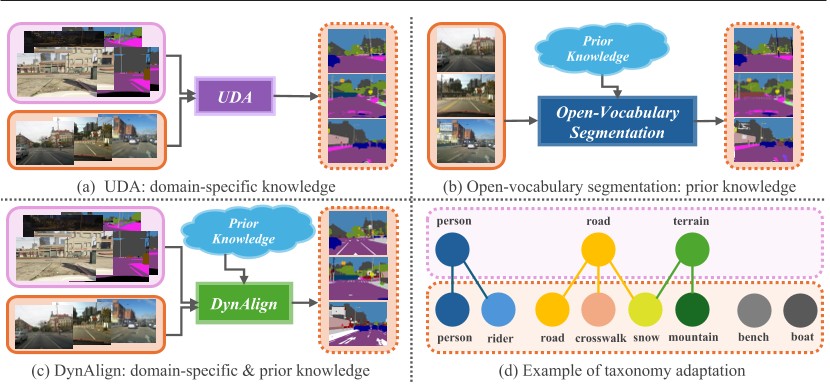 UDA
(a) UDA: domain-specific knowledge
Prior
Knowledge
Open-Vocabulary
Segmentation
(b) Open-vocabulary segmentation: prior knowledge
Prior
Knowledge
DynAlign
(c) DynAlign: domain-specific & prior knowledge
person road terrain
person rider road crosswalk snow mountain bench boat
(d) Example of taxonomy adaptation